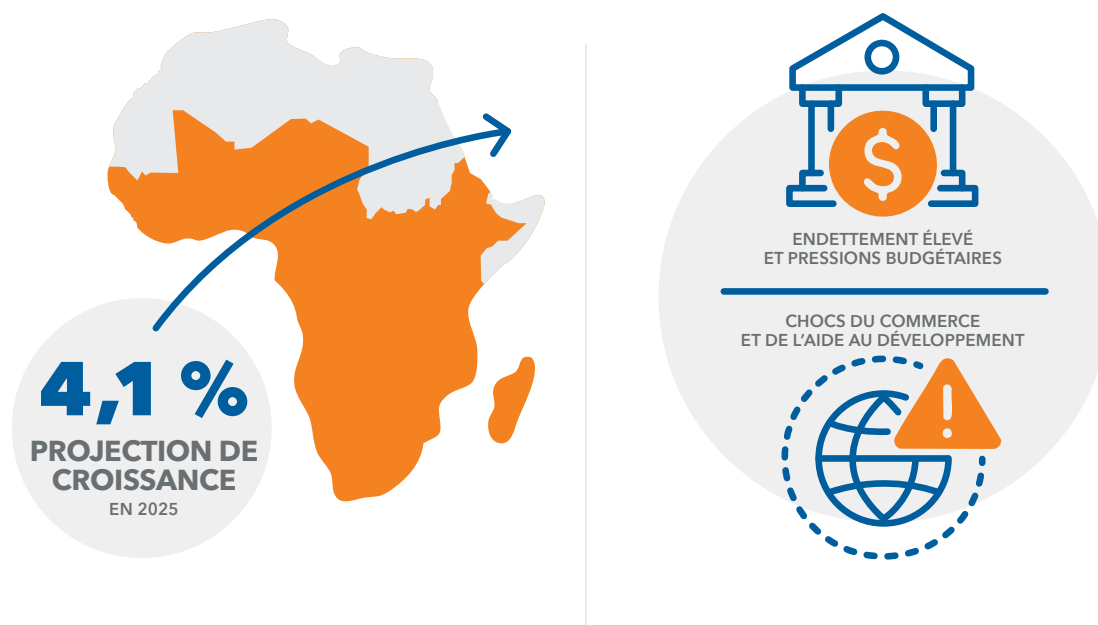 4,1 %
PROJECTION DE
CROISSANCE
EN 2025
$
ENDETTEMENT ÉLEVÉ
ET PRESSIONS BUDGÉTAIRES
CHOCS DU COMMERCE
ET DE L’AIDE AU DÉVELOPPEMENT
!